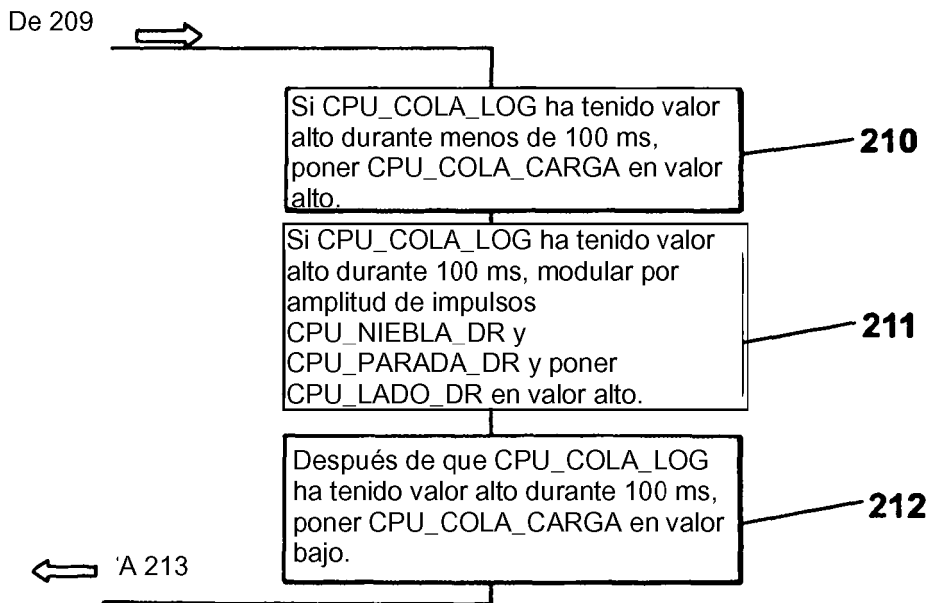 De 209
Si CPU_COLA_LOG ha tenido valor
alto durante menos de 100 ms,
poner CPU_COLA_CARGA en valor
alto.
210
Si CPU_COLA_LOG ha tenido valor
alto durante 100 ms, modular por
amplitud de impulsos
CPU_NIEBLA_DR y
CPU_PARADA_DR y poner
CPU_LADO_DR en valor alto.
211
Después de que CPU_COLA_LOG
ha tenido valor alto durante 100 ms,
poner CPU_COLA_CARGA en valor
bajo.
212
A 213